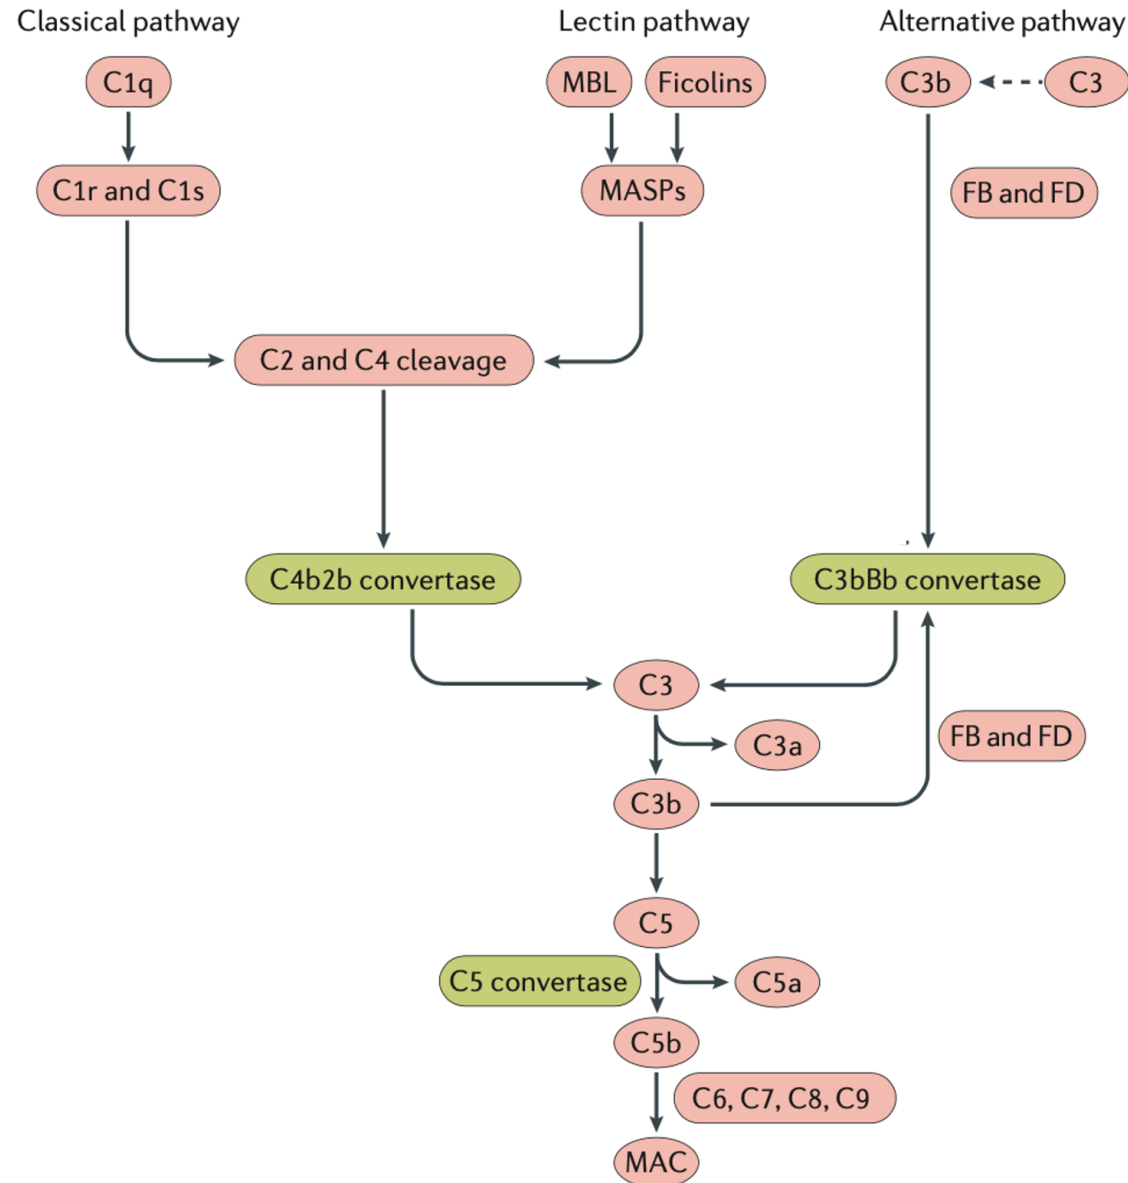 Classical pathway
Lectin pathway
Alternative pathway
C1q
MBL
Ficolins
C3b
C3
C1r and C1s
MASPs
FB and FD
C2 and C4 cleavage
C4b2b convertase
C3bBb convertase
C3
C3a
FB and FD
C3b
C5
C5 convertase
C5a
C5b
C6, C7, C8, C9
MAC